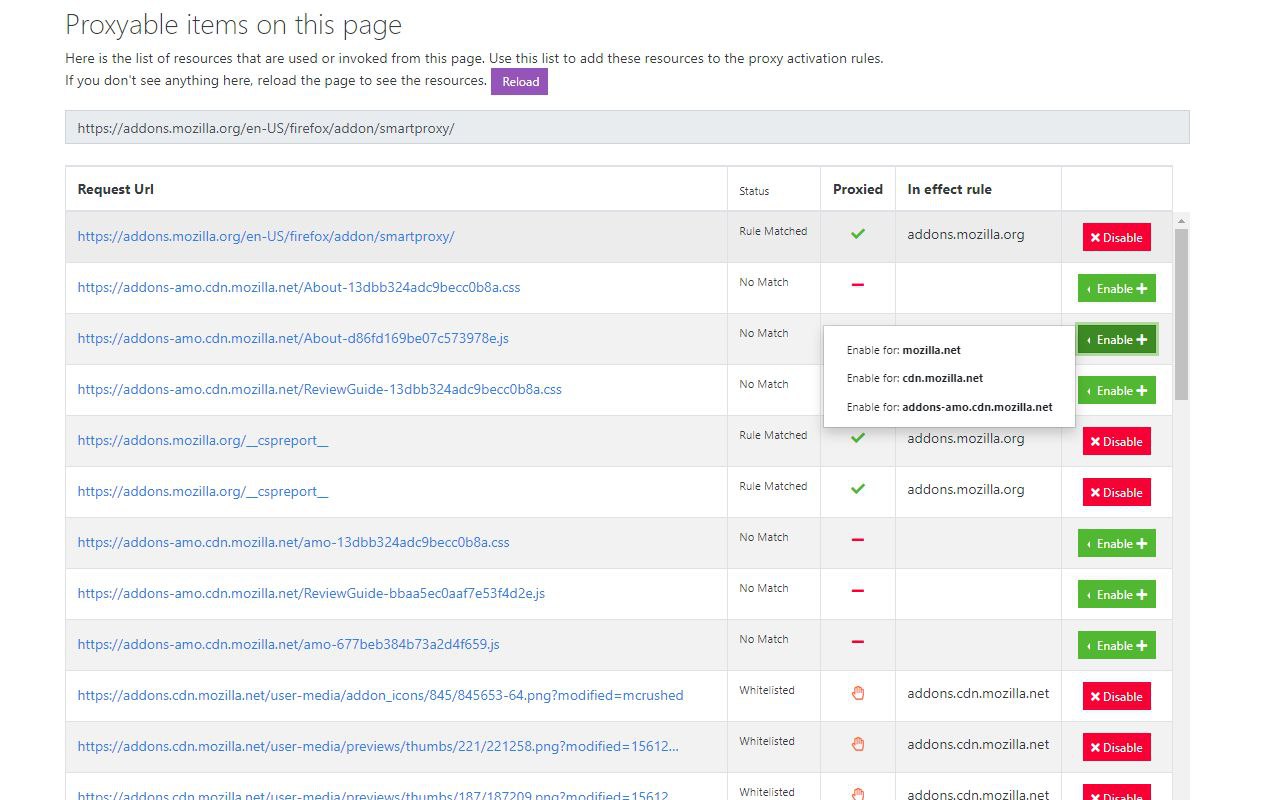 Proxyable items on this page
Here is the list of resources that are used or invoked from this page. Use this list to add these resources to the proxy activation rules.
If you don't see anything here, reload the page to see the resources. Reload
https://addons.mozilla.org/en-US/firefox/addon/smartproxy/
Request Url Status Proxied In effect rule
https://addons.mozilla.org/en-US/firefox/addon/smartproxy/ Rule Matched addons.mozilla.org Disable
https://addons-amo.cdn.mozilla.net/About-13dbb324adc9becc0b8a.css No Match Enable
https://addons-amo.cdn.mozilla.net/About-d86fd169be07c573978e.js No Match Enable
Enable for: mozilla.net
Enable for: cdn.mozilla.net
Enable for: addons-amo.cdn.mozilla.net
https://addons-amo.cdn.mozilla.net/ReviewGuide-13dbb324adc9becc0b8a.css No Match Enable
https://addons.mozilla.org/__cspreport__ Rule Matched addons.mozilla.org Disable
https://addons.mozilla.org/__cspreport__ Rule Matched addons.mozilla.org Disable
https://addons-amo.cdn.mozilla.net/amo-13dbb324adc9becc0b8a.css No Match Enable
https://addons-amo.cdn.mozilla.net/ReviewGuide-bbaa5ec0aaf7e53f4d2e.js No Match Enable
https://addons-amo.cdn.mozilla.net/amo-677beb384b73a2d4f659.js No Match Enable
https://addons.cdn.mozilla.net/user-media/addon_icons/845/845653-64.png?modified=mcrushed Whitelisted addons.cdn.mozilla.net Disable
https://addons.cdn.mozilla.net/user-media/previews/thumbs/221/221258.png?modified=15612... Whitelisted addons.cdn.mozilla.net Disable
https://addons.cdn.mozilla.net/user-media/previews/thumbs/187/187209.png?modified=15612... Whitelisted addons.cdn.mozilla.net Disable